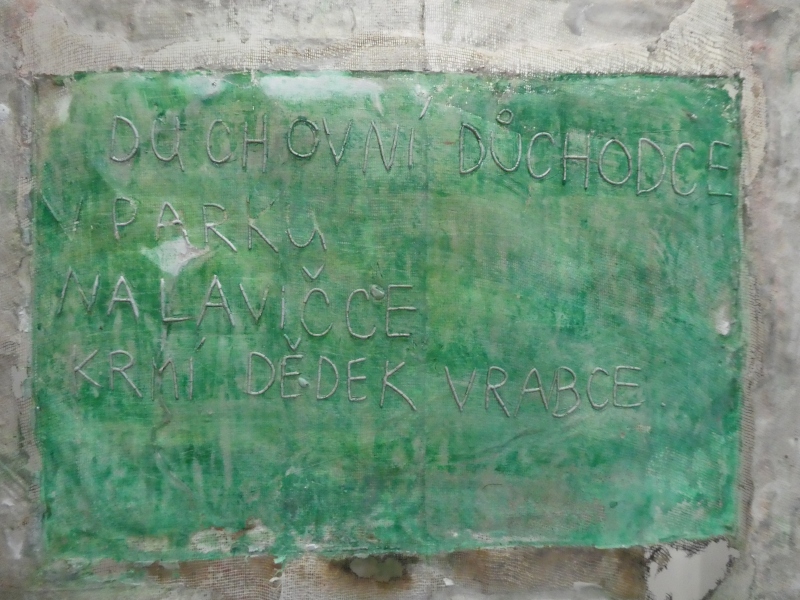 DUCHOVNÍ DŮCHODCE
V PARKU
NA LAVIČCE
KRMÍ DĚDEK VRABCE.